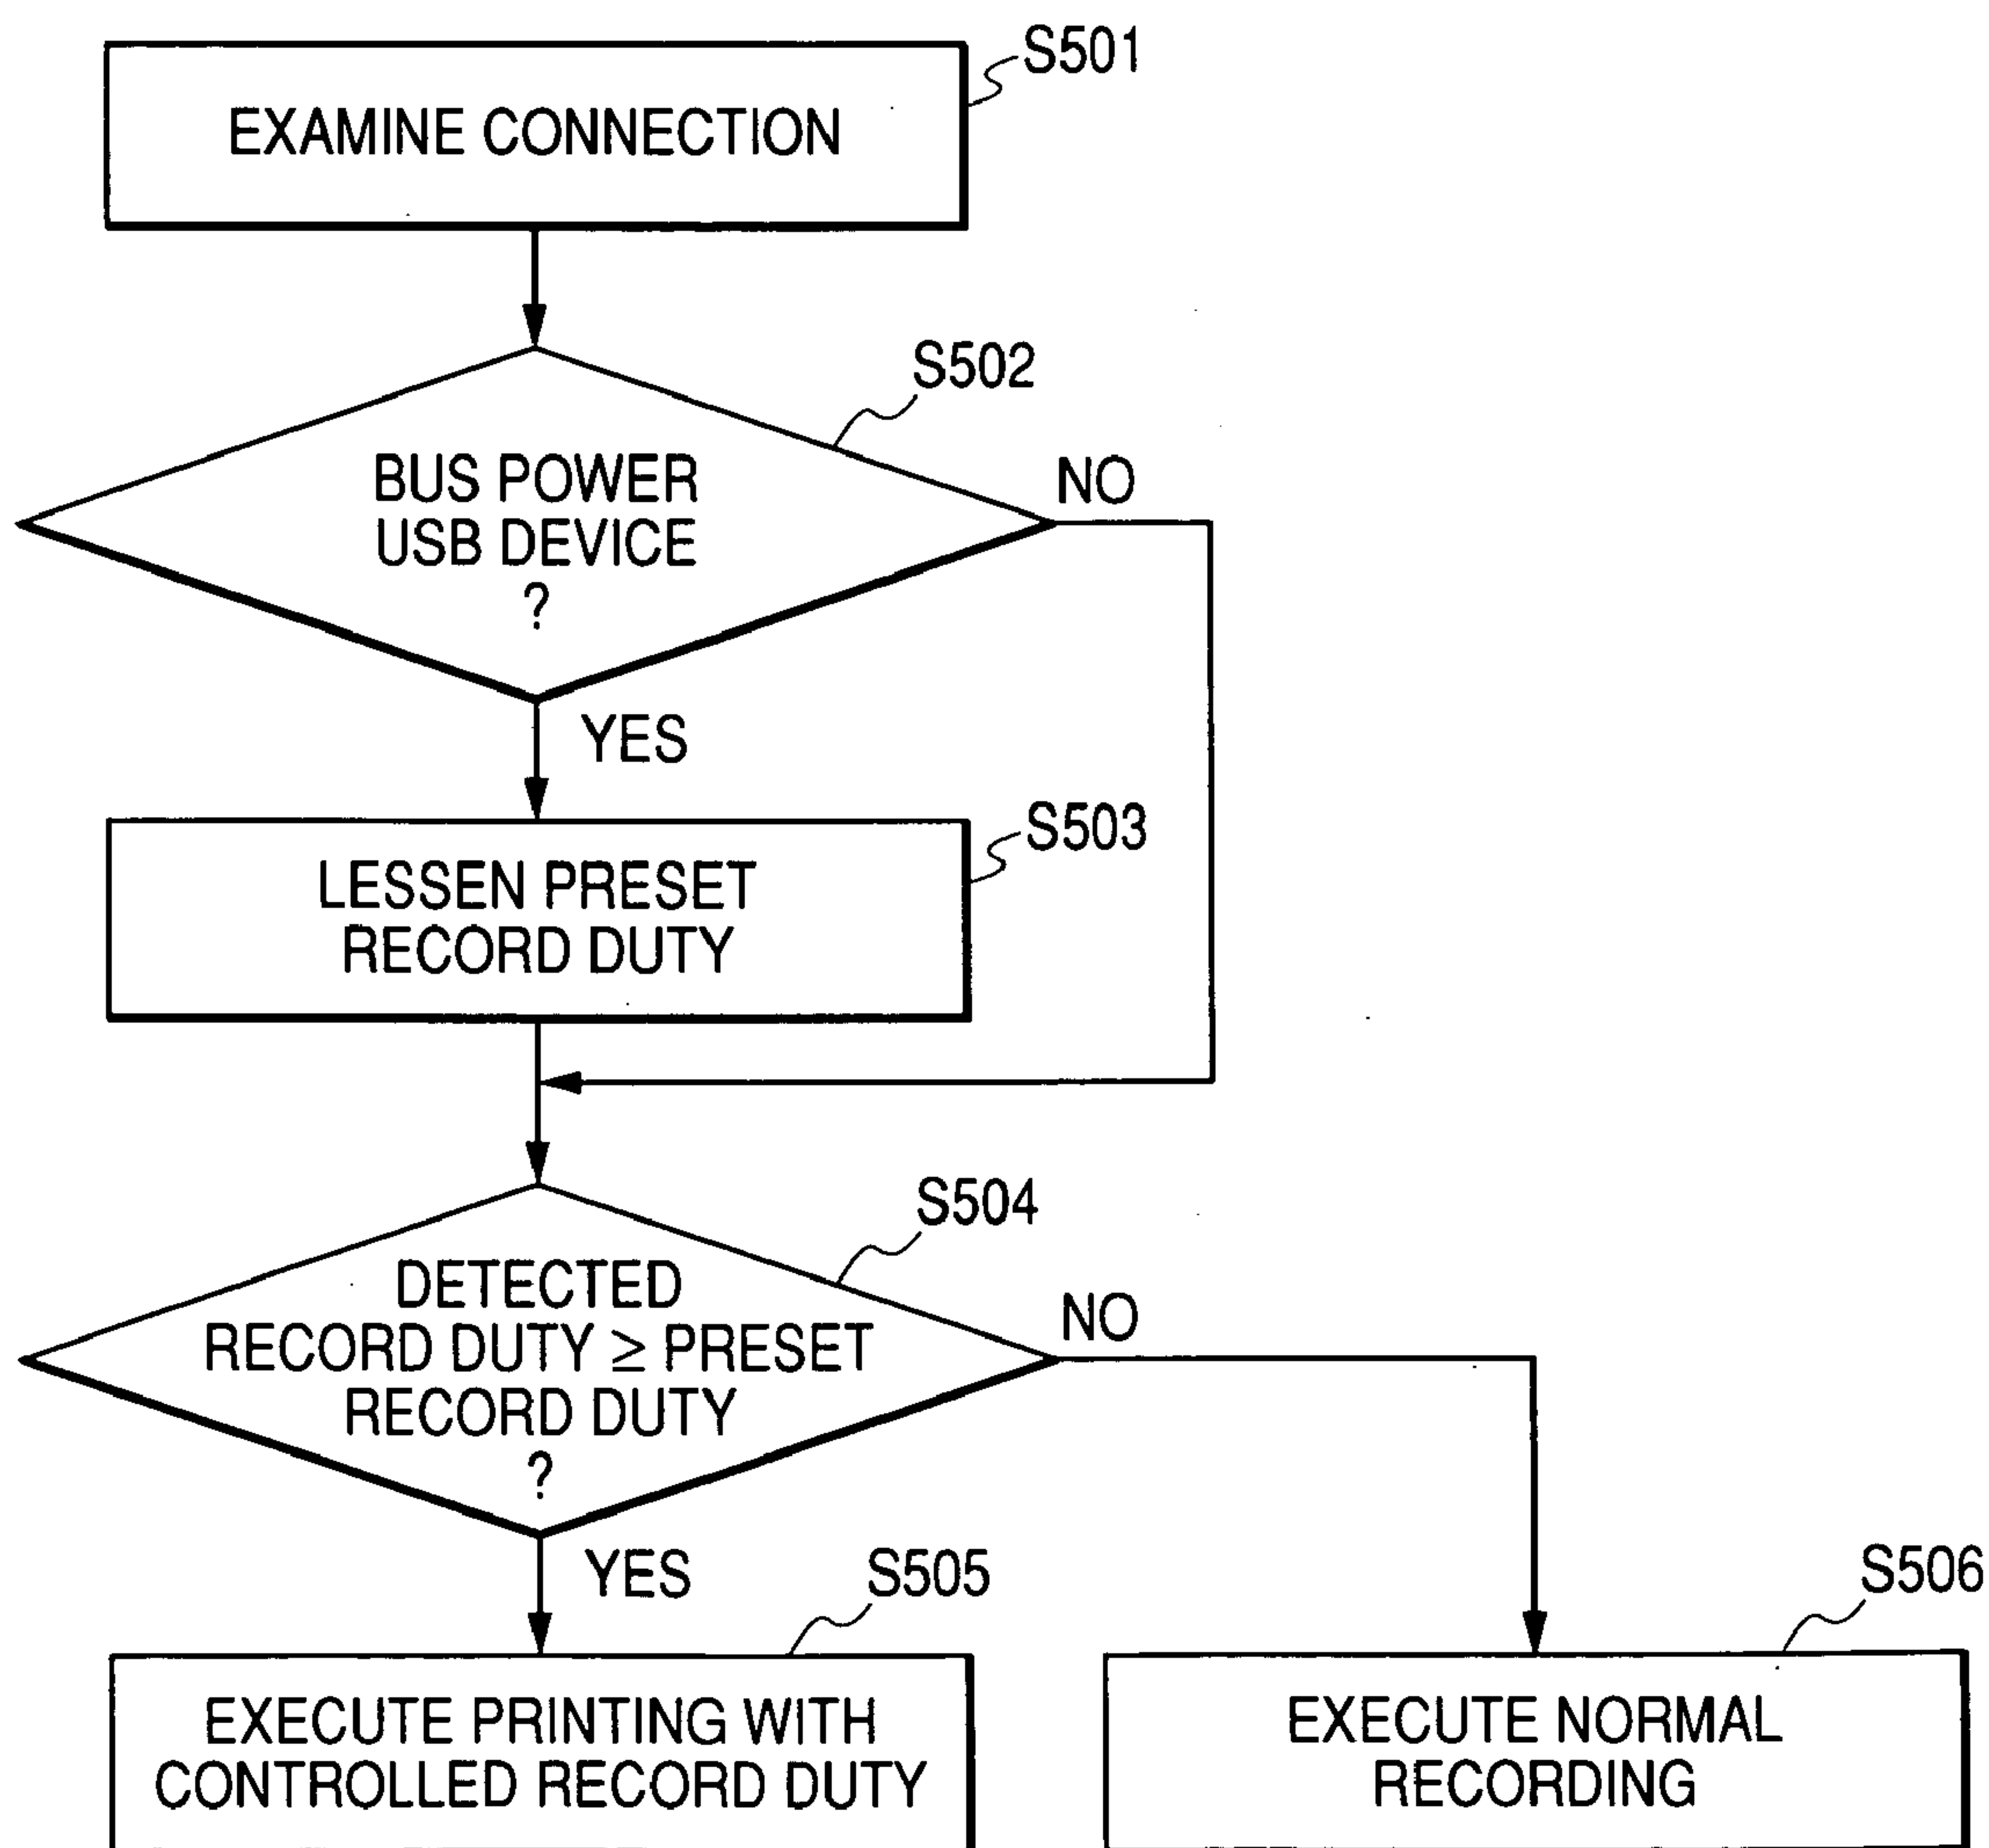 S501
EXAMINE CONNECTION
S502
BUS POWER
USB DEVICE
?
NO
YES
S503
LESSEN PRESET
RECORD DUTY
S504
DETECTED
RECORD DUTY ≥ PRESET
RECORD DUTY
?
NO
YES
S505
EXECUTE PRINTING WITH
CONTROLLED RECORD DUTY
S506
EXECUTE NORMAL
RECORDING